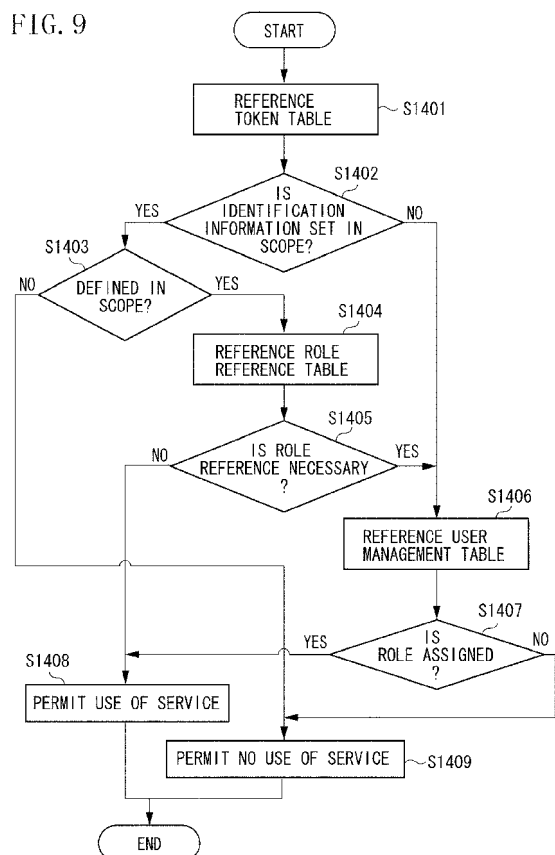 FIG. 9
START
REFERENCE
TOKEN TABLE
S1401
S1402
IS
IDENTIFICATION
INFORMATION SET IN
SCOPE?
YES
NO
S1403
DEFINED IN
SCOPE?
NO
YES
S1404
REFERENCE ROLE
REFERENCE TABLE
S1405
IS ROLE
REFERENCE NECESSARY
?
NO
YES
S1406
REFERENCE USER
MANAGEMENT TABLE
S1407
IS
ROLE ASSIGNED
?
YES
NO
S1408
PERMIT USE OF SERVICE
PERMIT NO USE OF SERVICE
S1409
END